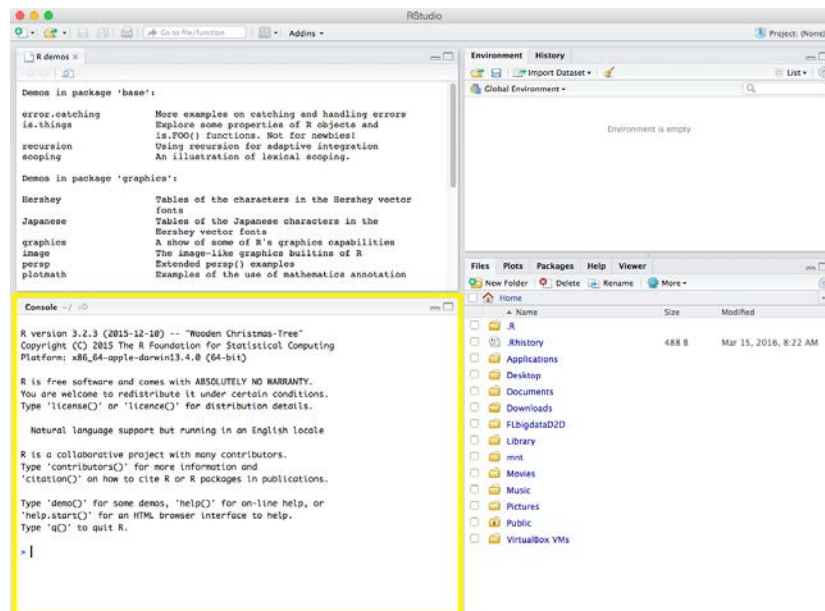 RStudio
Go to file/function
Addins
Project: (None)
R demos
Demos in package 'base':
error.catching More examples on catching and handling errors
is.things Explore some properties of R objects and
is.FOO() functions. Not for newbies!
recursion Using recursion for adaptive integration
scoping An illustration of lexical scoping.
Demos in package 'graphics':
Hershey Tables of the characters in the Hershey vector
fonts
Japanese Tables of the Japanese characters in the
Hershey vector fonts
graphics A show of some of R's graphics capabilities
image The image-like graphics builtins of R
persp Extended persp() examples
plotmath Examples of the use of mathematics annotation
Console ~/
R version 3.2.3 (2015-12-10) -- "Wooden Christmas-Tree"
Copyright (C) 2015 The R Foundation for Statistical Computing
Platform: x86_64-apple-darwin13.4.0 (64-bit)
R is free software and comes with ABSOLUTELY NO WARRANTY.
You are welcome to redistribute it under certain conditions.
Type 'license()' or 'licence()' for distribution details.
Natural language support but running in an English locale
R is a collaborative project with many contributors.
Type 'contributors()' for more information and
'citation()' on how to cite R or R packages in publications.
Type 'demo()' for some demos, 'help()' for on-line help, or
'help.start()' for an HTML browser interface to help.
Type 'q()' to quit R.
>
Environment History
Import Dataset
List
Global Environment
Environment is empty
Files Plots Packages Help Viewer
New Folder Delete Rename More
Home
Name Size Modified
.R
.Rhistory 488 B Mar 15, 2016, 8:22 AM
Applications
Desktop
Documents
Downloads
FLbigdataD2D
Library
mnt
Movies
Music
Pictures
Public
VirtualBox VMs